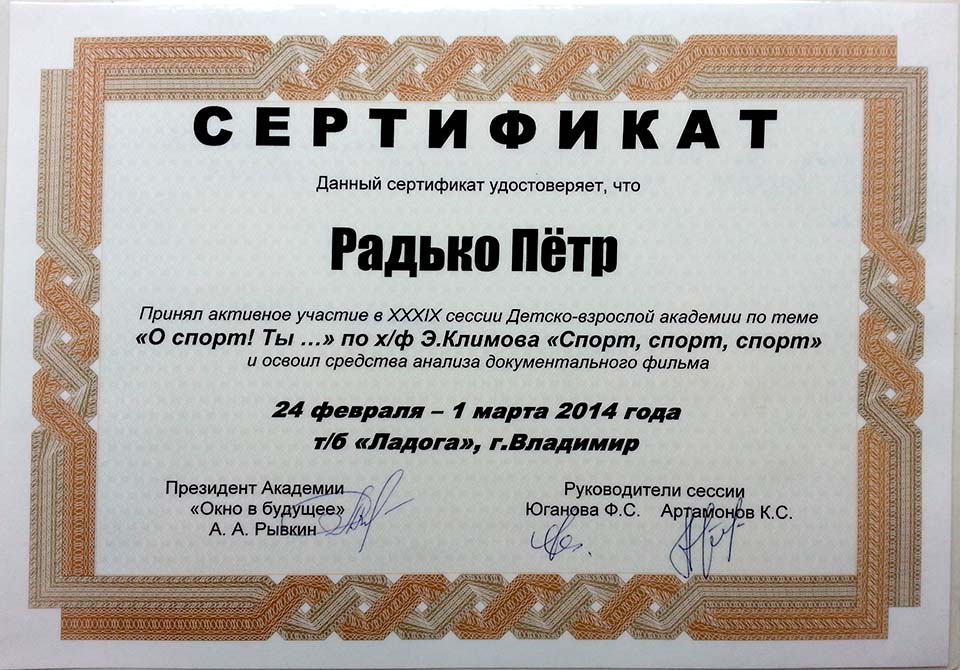 СЕРТИФИКАТ
Данный сертификат удостоверяет, что
Радько Пётр
Принял активное участие в XXXIX сессии Детско-взрослой академии по теме
«О спорт! Ты ...» по х/ф Э.Климова «Спорт, спорт, спорт»
и освоил средства анализа документального фильма
24 февраля – 1 марта 2014 года
т/б «Ладога», г.Владимир
Президент Академии
«Окно в будущее»
А. А. Рывкин
Руководители сессии
Юганова Ф.С. Артамонов К.С.